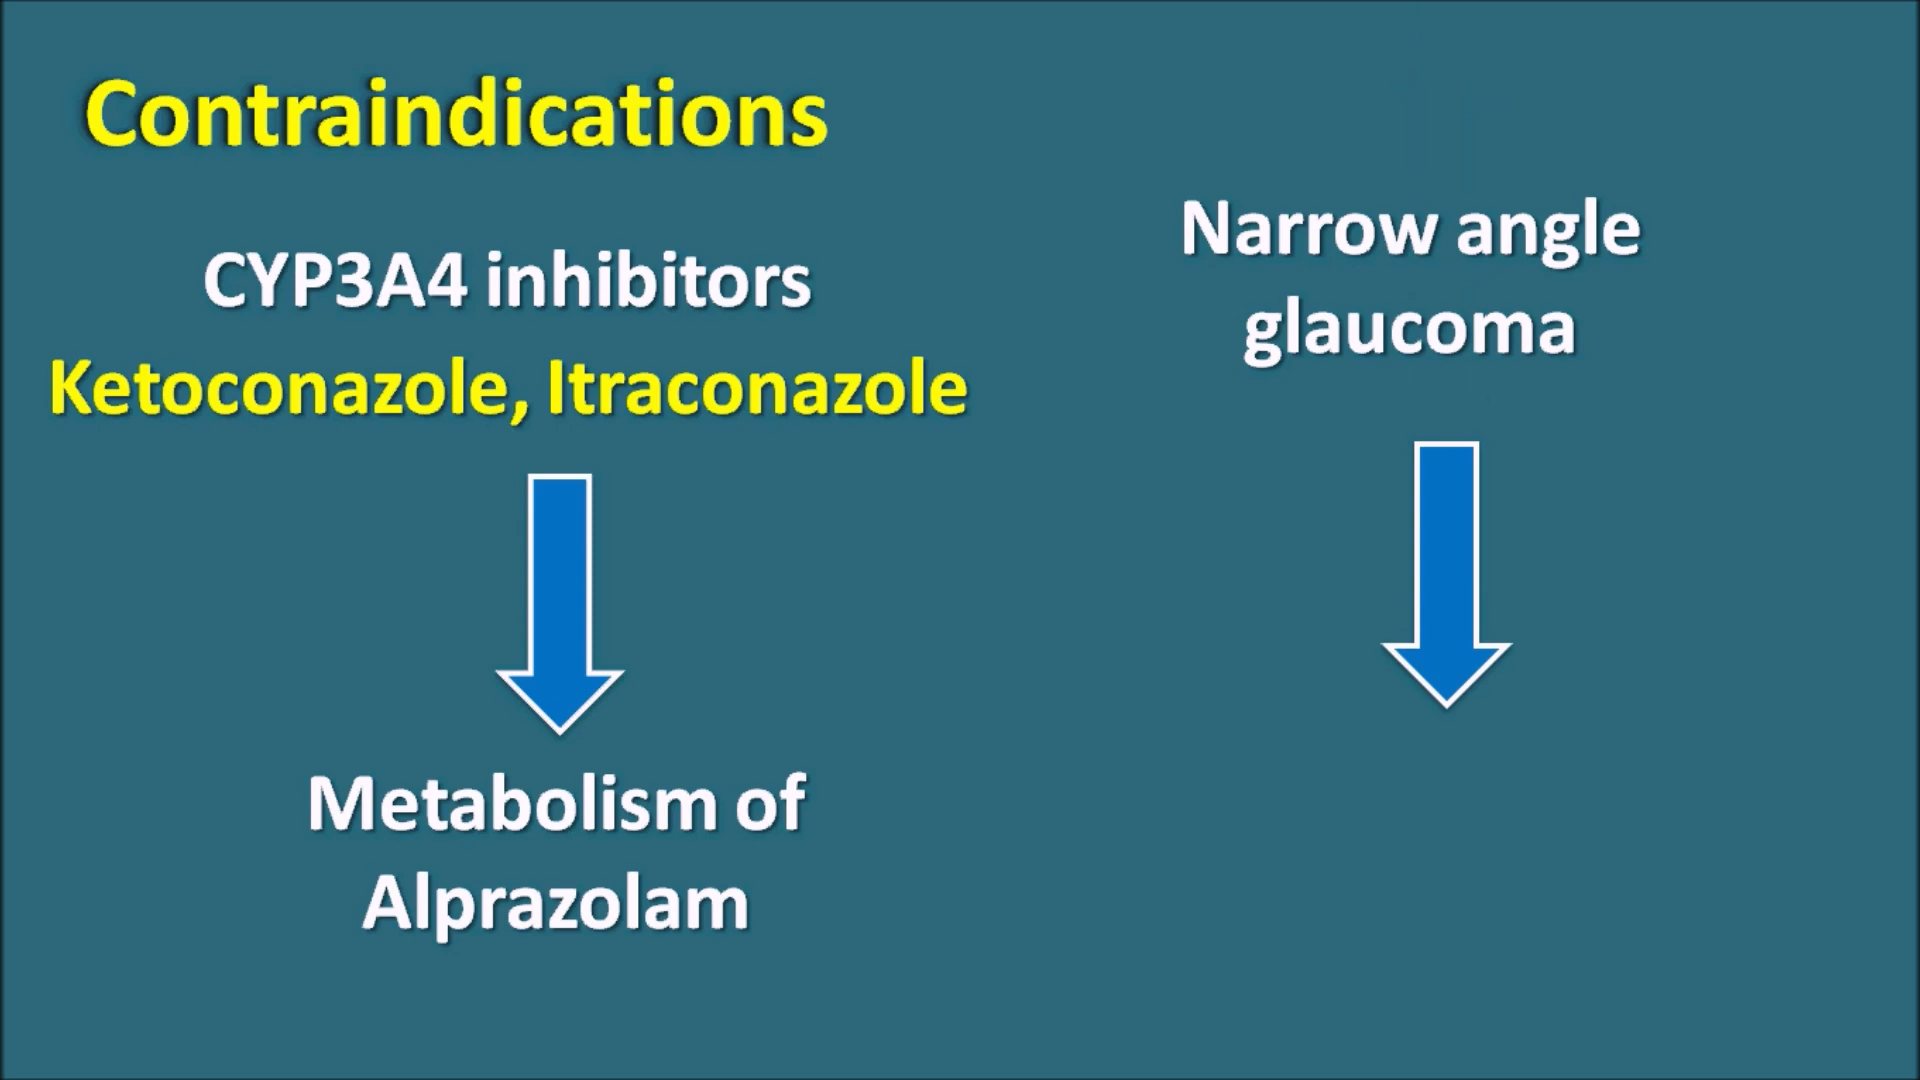 Contraindications
CYP3A4 inhibitors
Ketoconazole, Itraconazole
Metabolism of
Alprazolam
Narrow angle
glaucoma